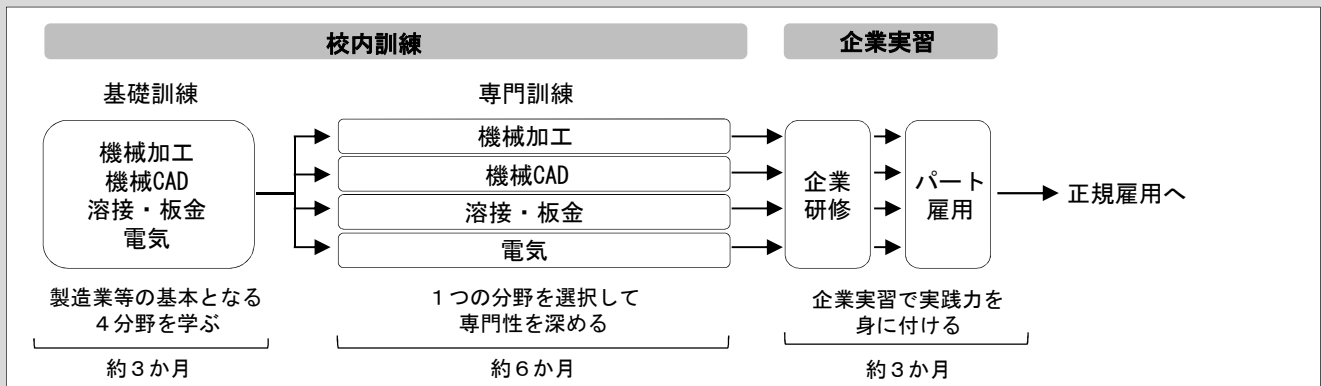 校内訓練
企業実習
基礎訓練
専門訓練
機械加工
機械CAD
溶接・板金
電気
機械加工
機械CAD
溶接・板金
電気
企業
研修
パート
雇用
正規雇用へ
製造業等の基本となる
４分野を学ぶ
１つの分野を選択して
専門性を深める
企業実習で実践力を
身に付ける
約３か月
約６か月
約３か月